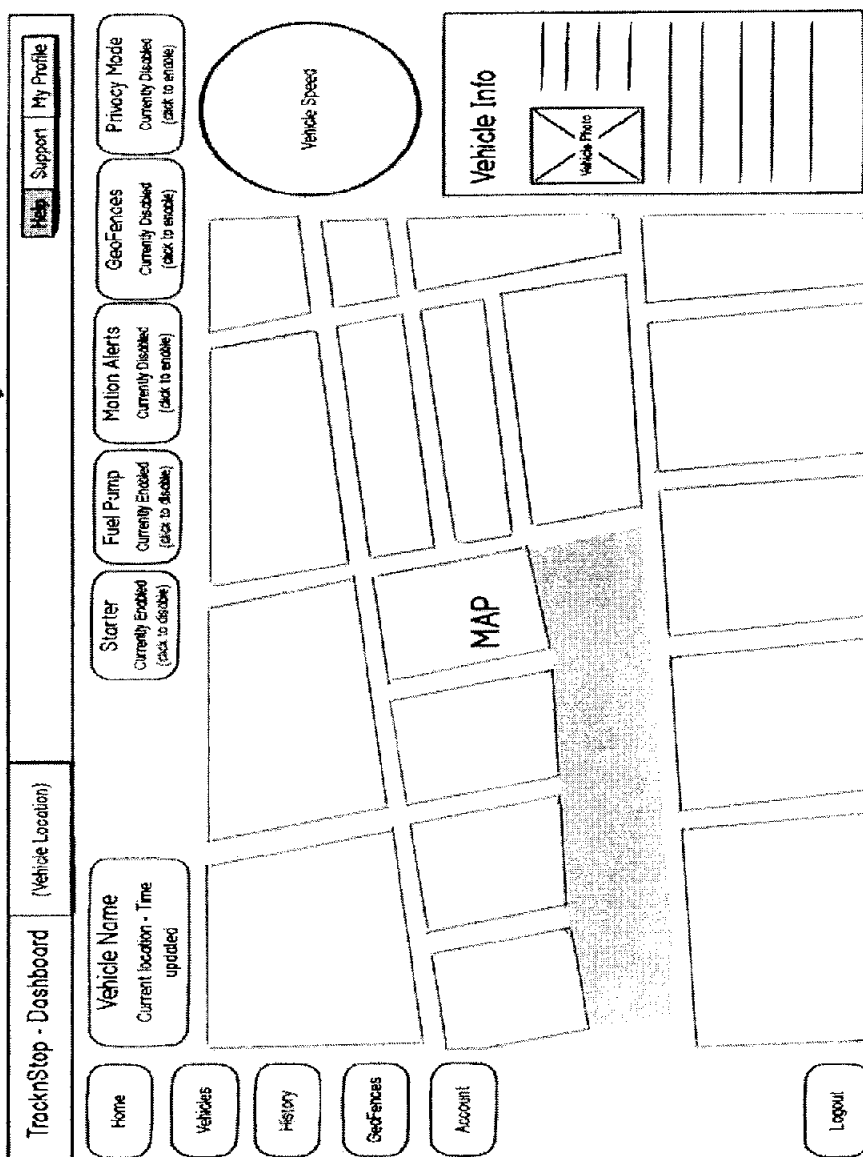 TracknStop - Dashboard
(Vehicle Location)
Help
Support
My Profile
Vehicle Name
Current location - Time
updated
Starter
Currently Enabled
(click to disable)
Fuel Pump
Currently Enabled
(click to disable)
Motion Alerts
Currently Disabled
(click to enable)
GeoFences
Currently Disabled
(click to enable)
Privacy Mode
Currently Disabled
(click to enable)
Home
Vehicles
History
GeoFences
Account
Logout
MAP
Vehicle Speed
Vehicle Info
Vehicle Photo